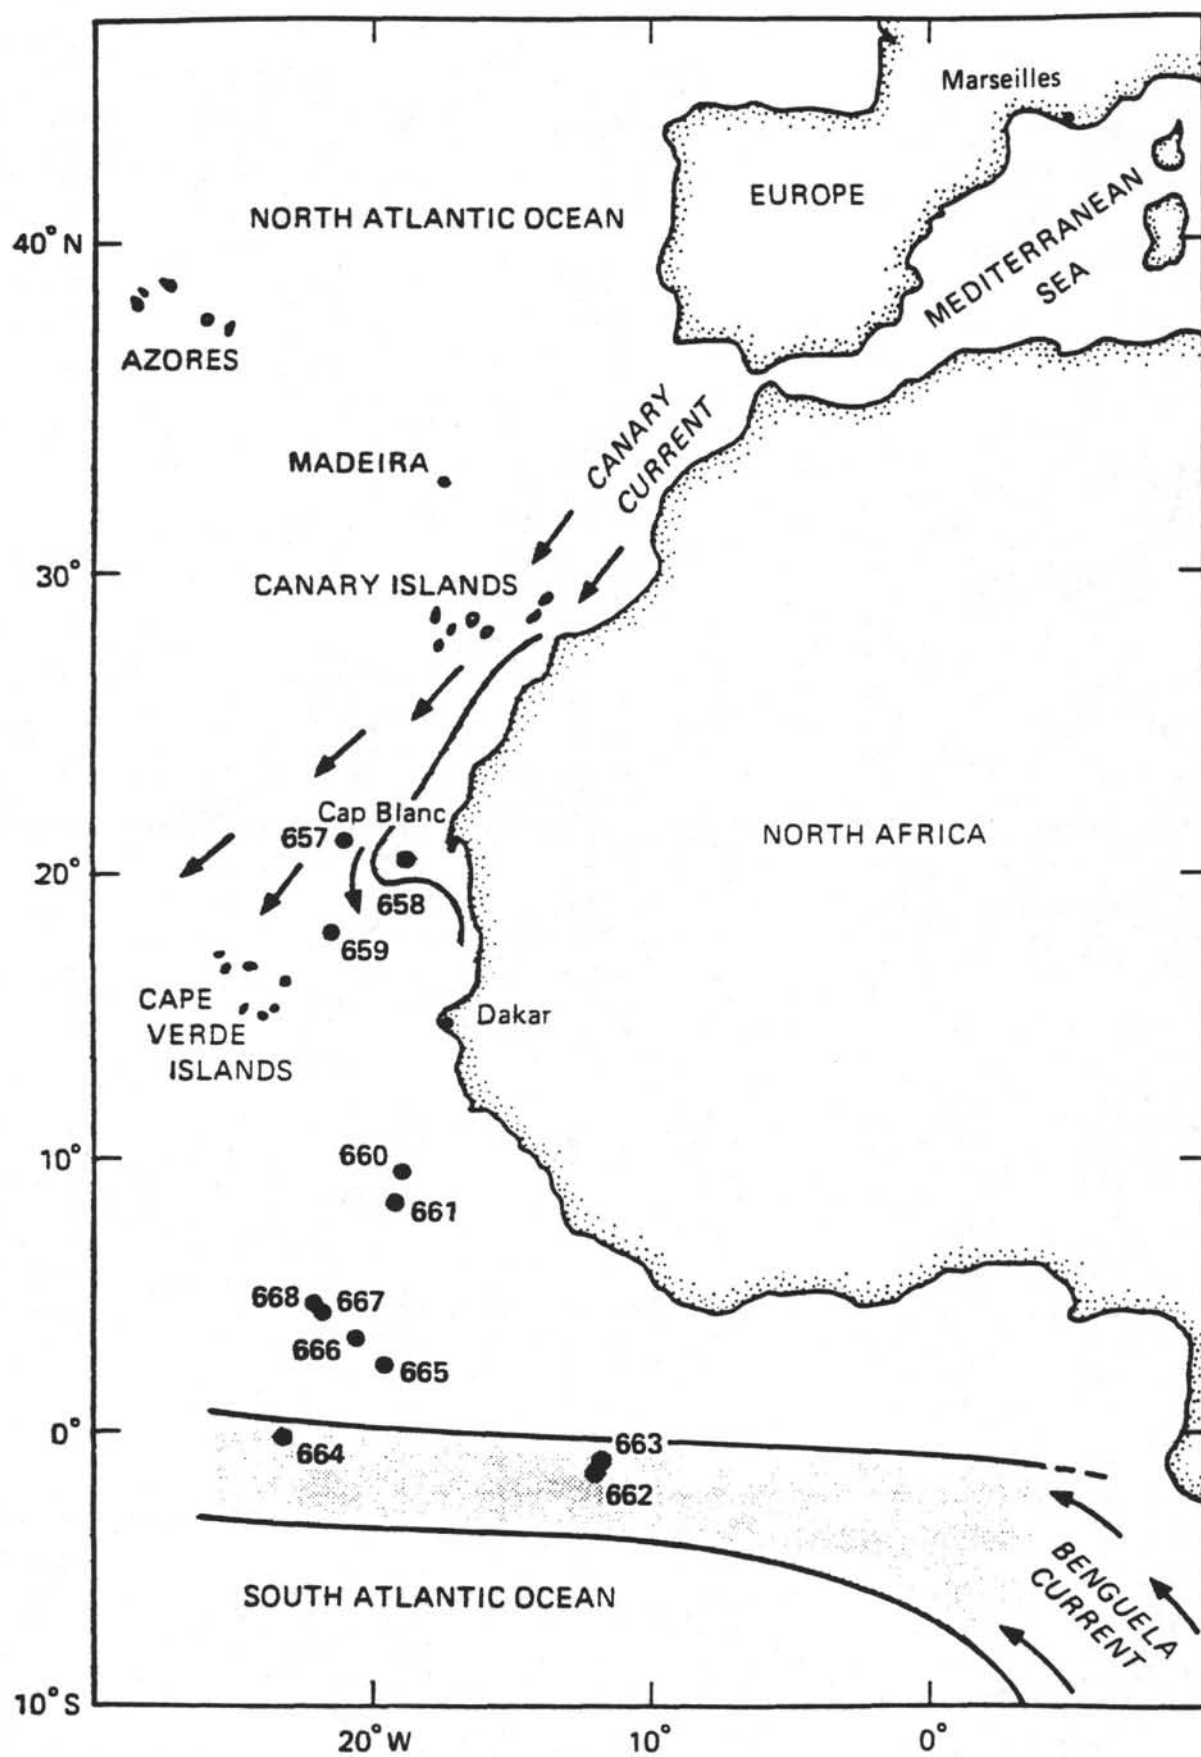 Marseilles
EUROPE
NORTH ATLANTIC OCEAN
MEDITERRANEAN
SEA
40°N
AZORES
CANARY
CURRENT
MADEIRA
30°
CANARY ISLANDS
Cap Blanc
657
NORTH AFRICA
20°
658
659
CAPE
VERDE
ISLANDS
Dakar
10°
660
661
668
667
666
665
0°
664
663
662
SOUTH ATLANTIC OCEAN
BENGUELA
CURRENT
10°S
20°W
10°
0°